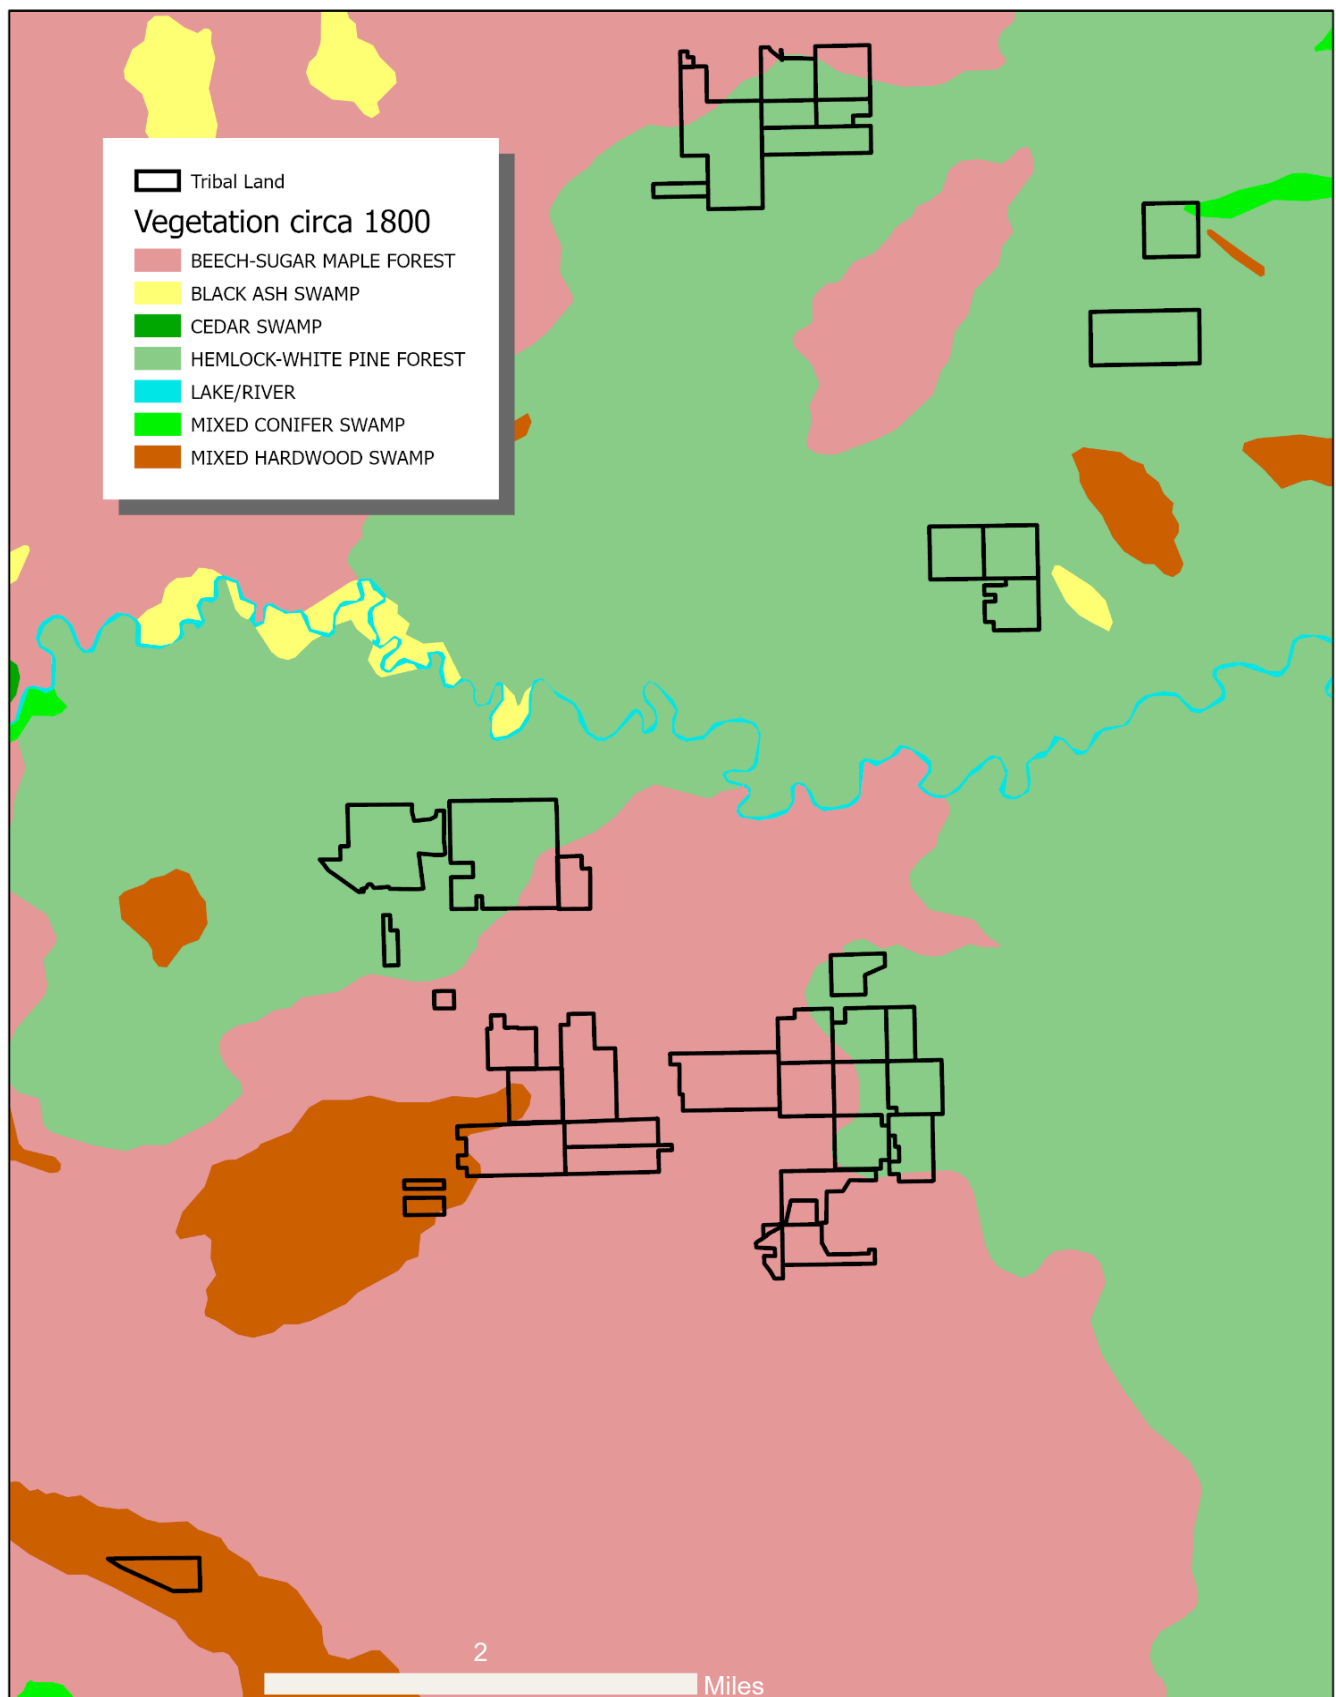 Tribal Land
Vegetation circa 1800
BEECH-SUGAR MAPLE FOREST
BLACK ASH SWAMP
CEDAR SWAMP
HEMLOCK-WHITE PINE FOREST
LAKE/RIVER
MIXED CONIFER SWAMP
MIXED HARDWOOD SWAMP
2
Miles